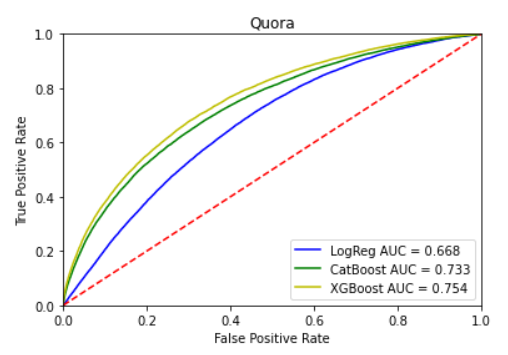 Quora
1.0
0.8
0.6
0.4
0.2
0.0
True Positive Rate
LogReg AUC = 0.668
CatBoost AUC = 0.733
XGBoost AUC = 0.754
0.0 0.2 0.4 0.6 0.8 1.0
False Positive Rate